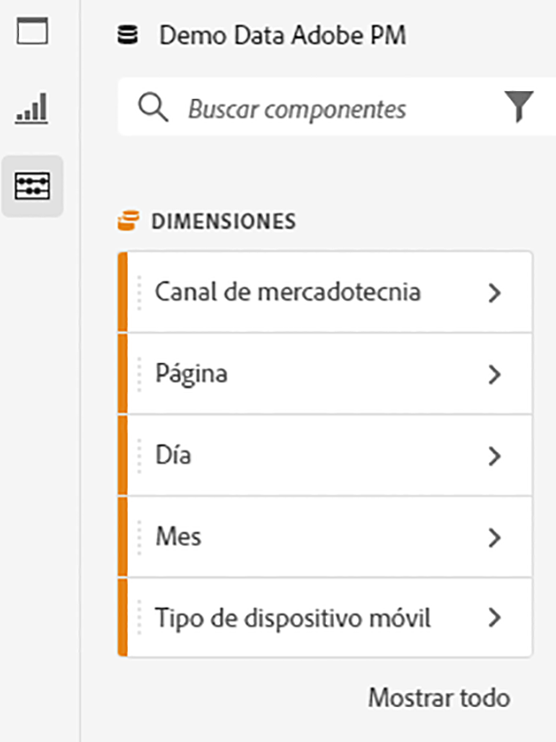 Demo Data Adobe PM
Buscar componentes
DIMENSIONES
Canal de mercadotecnia
Página
Día
Mes
Tipo de dispositivo móvil
Mostrar todo